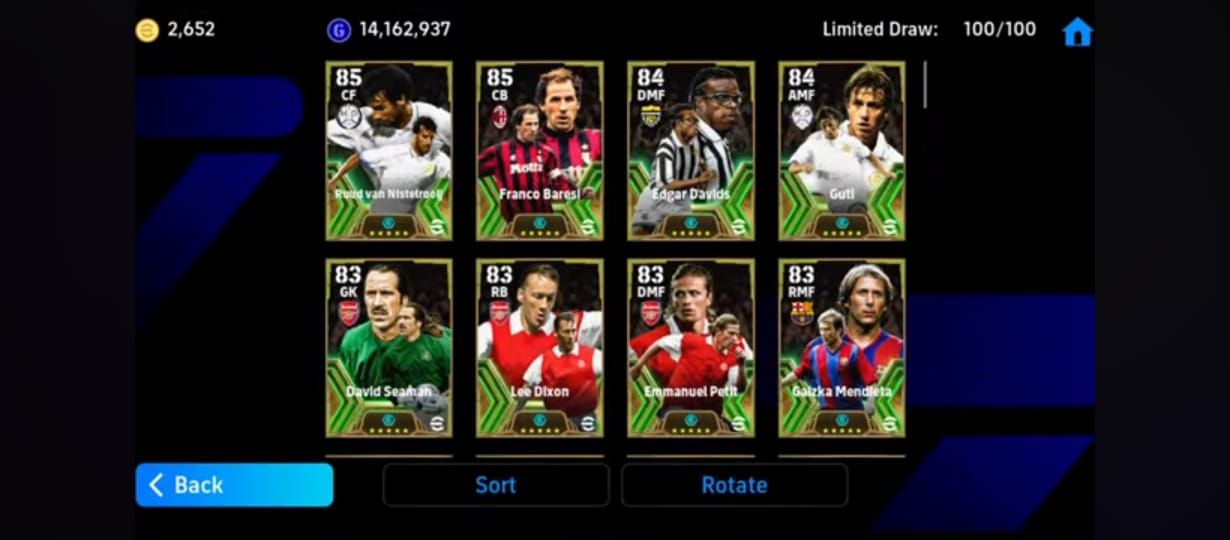 2,652
14,162,937
Limited Draw: 100/100
85
CF
Ruud van Nistelrooij
85
CB
Franco Baresi
84
DMF
Edgar Davids
84
AMF
Guti
83
GK
David Seaman
83
RB
Lee Dixon
83
DMF
Emmanuel Petit
83
RMF
Gaizka Mendieta
Back
Sort
Rotate